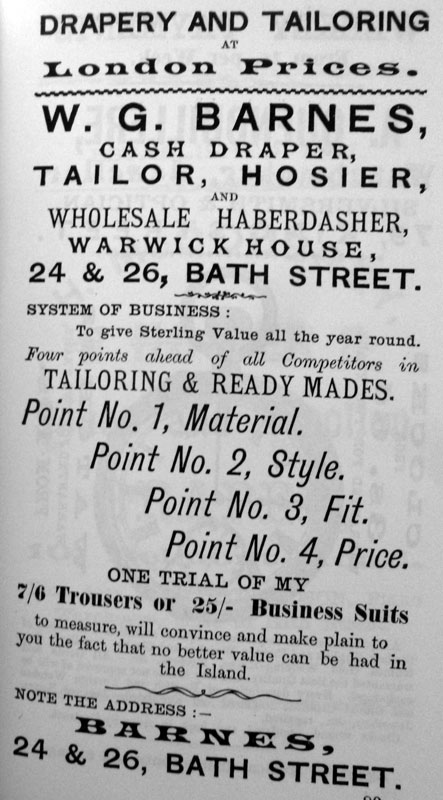 DRAPERY AND TAILORING
AT
London Prices.
W. G. BARNES,
CASH DRAPER,
TAILOR, HOSIER,
AND
WHOLESALE HABERDASHER,
WARWICK HOUSE,
24 & 26, BATH STREET.
SYSTEM OF BUSINESS:
To give Sterling Value all the year round.
Four points ahead of all Competitors in
TAILORING & READY MADES.
Point No. 1, Material.
Point No. 2, Style.
Point No. 3, Fit.
Point No. 4, Price.
ONE TRIAL OF MY
7/6 Trousers or 25/- Business Suits
to measure, will convince and make plain to
you the fact that no better value can be had in
the Island.
NOTE THE ADDRESS:—
BARNES,
24 & 26, BATH STREET.